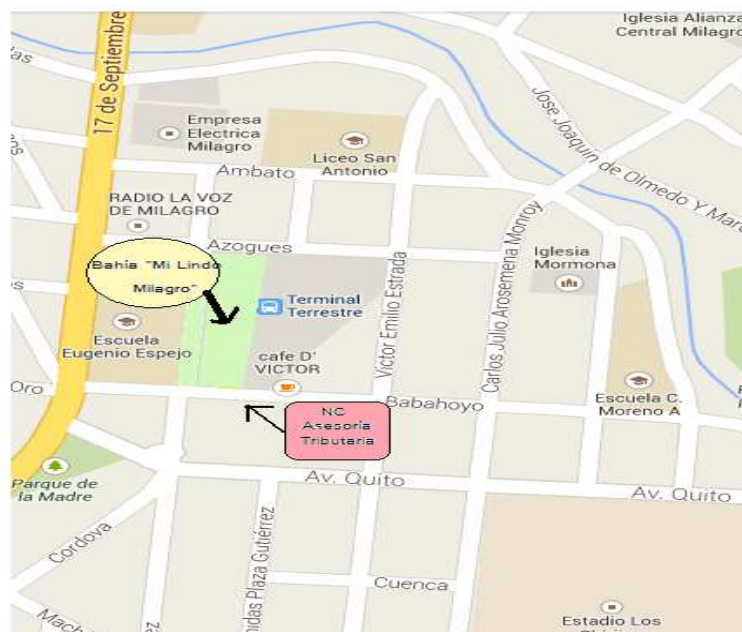 Iglesia Alianza
Central Milagro
17 de Septiembre
Empresa
Electrica
Milagro
Liceo San
Antonio
Jose Joaquin de Olmedo Y
Ambato
RADIO LA VOZ
DE MILAGRO
Azogues
Iglesia
Mormona
Bahía "Mi Lindo
Milagro"
Terminal
Terrestre
Victor Emilio Estrada
Carlos Julio Arosemena Monroy
Escuela
Eugenio Espejo
cafe D'
VICTOR
Oro
Babahoyo
Escuela C.
Moreno A
NC
Asesoría
Tributaria
Parque de
la Madre
Av. Quito
Av. Quito
Cordova
Plaza Gutiérrez
Cuenca
Estadio Los